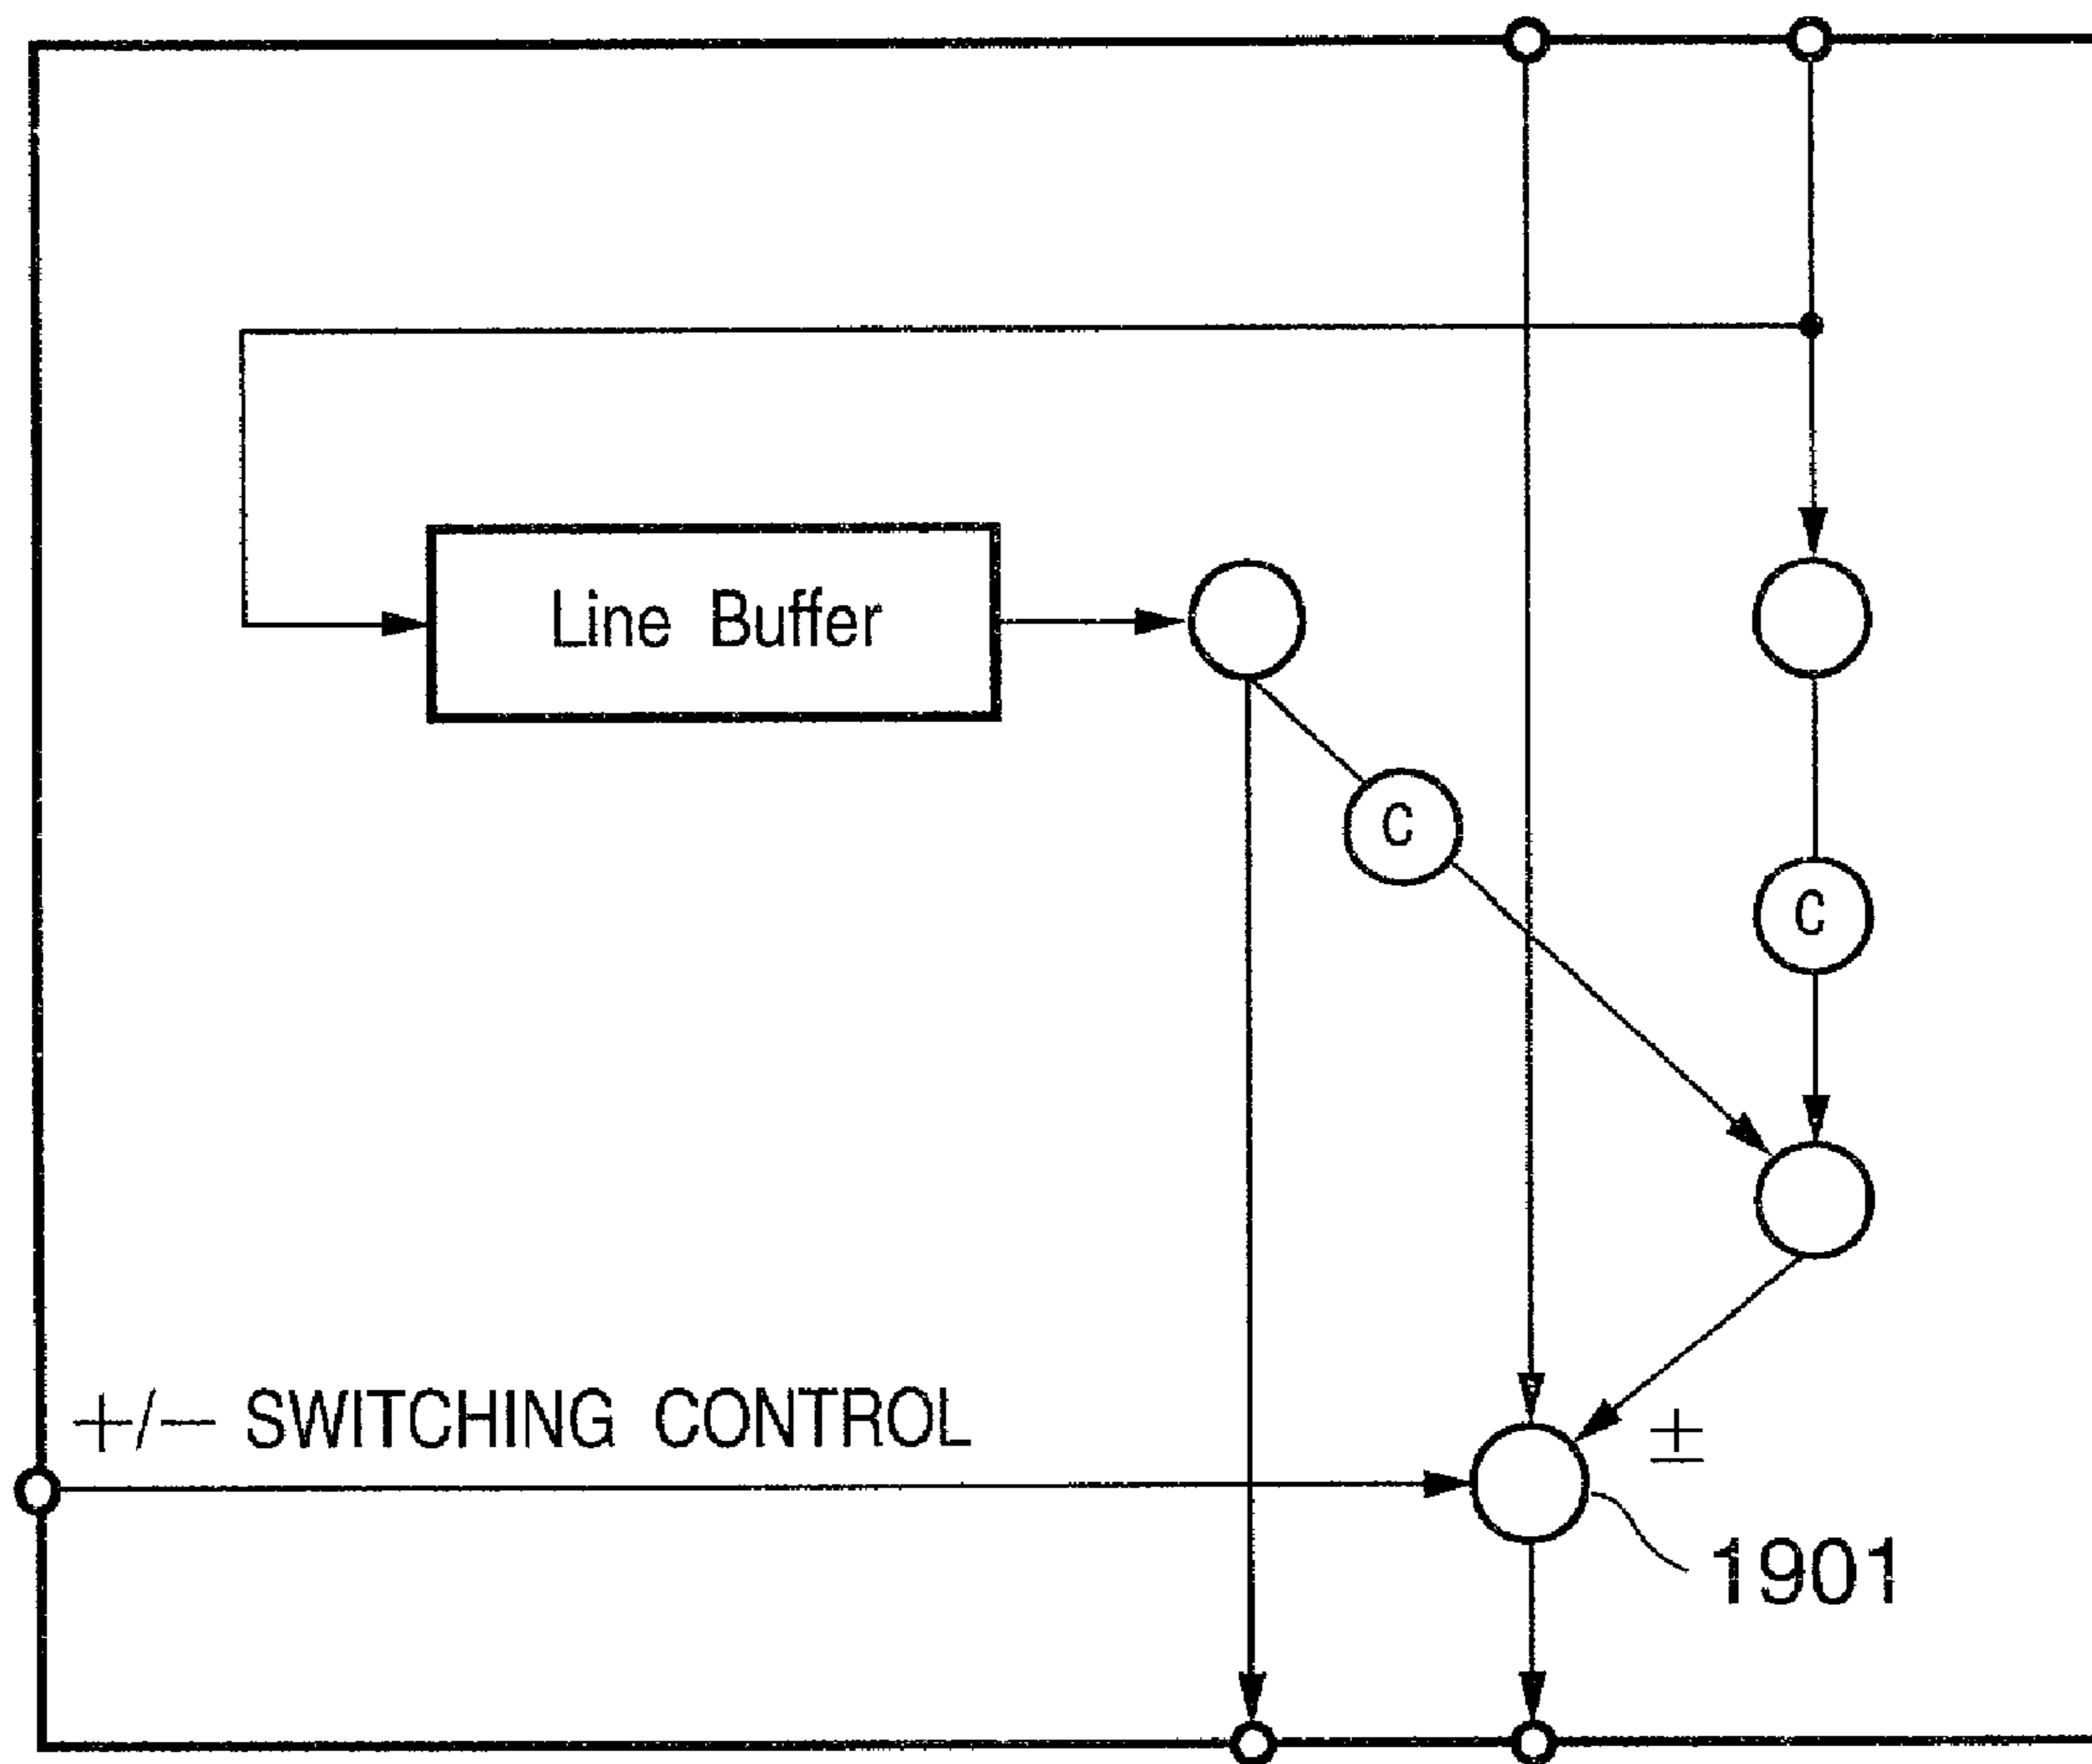 Line Buffer
C
C
+/− SWITCHING CONTROL
±
1901